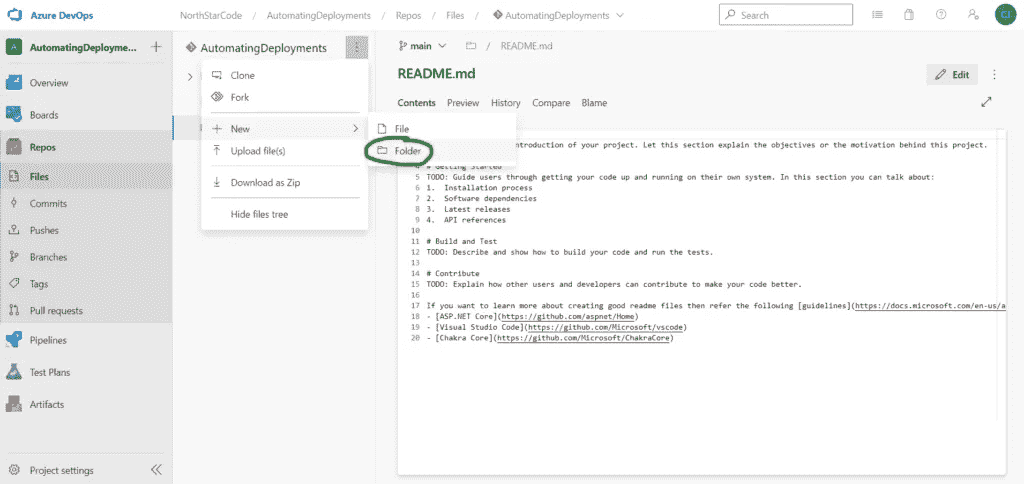 Azure DevOps
NorthStarCode / AutomatingDeployments / Repos / Files / AutomatingDeployments
Search
AutomatingDeployme...
Overview
Boards
Repos
Files
Commits
Pushes
Branches
Tags
Pull requests
Pipelines
Test Plans
Artifacts
Project settings
AutomatingDeployments
Clone
Fork
New
Upload file(s)
Download as Zip
Hide files tree
File
Folder
main / README.md
README.md
Edit
Contents Preview History Compare Blame
ntroduction of your project. Let this section explain the objectives or the motivation behind this project.
4 # Getting Started
5 TODO: Guide users through getting your code up and running on their own system. In this section you can talk about:
6 1. Installation process
7 2. Software dependencies
8 3. Latest releases
9 4. API references
10
11 # Build and Test
12 TODO: Describe and show how to build your code and run the tests.
13
14 # Contribute
15 TODO: Explain how other users and developers can contribute to make your code better.
16
17 If you want to learn more about creating good readme files then refer the following [guidelines](https://docs.microsoft.com/en-us/a
18 - [ASP.NET Core](https://github.com/aspnet/Home)
19 - [Visual Studio Code](https://github.com/Microsoft/vscode)
20 - [Chakra Core](https://github.com/Microsoft/ChakraCore)